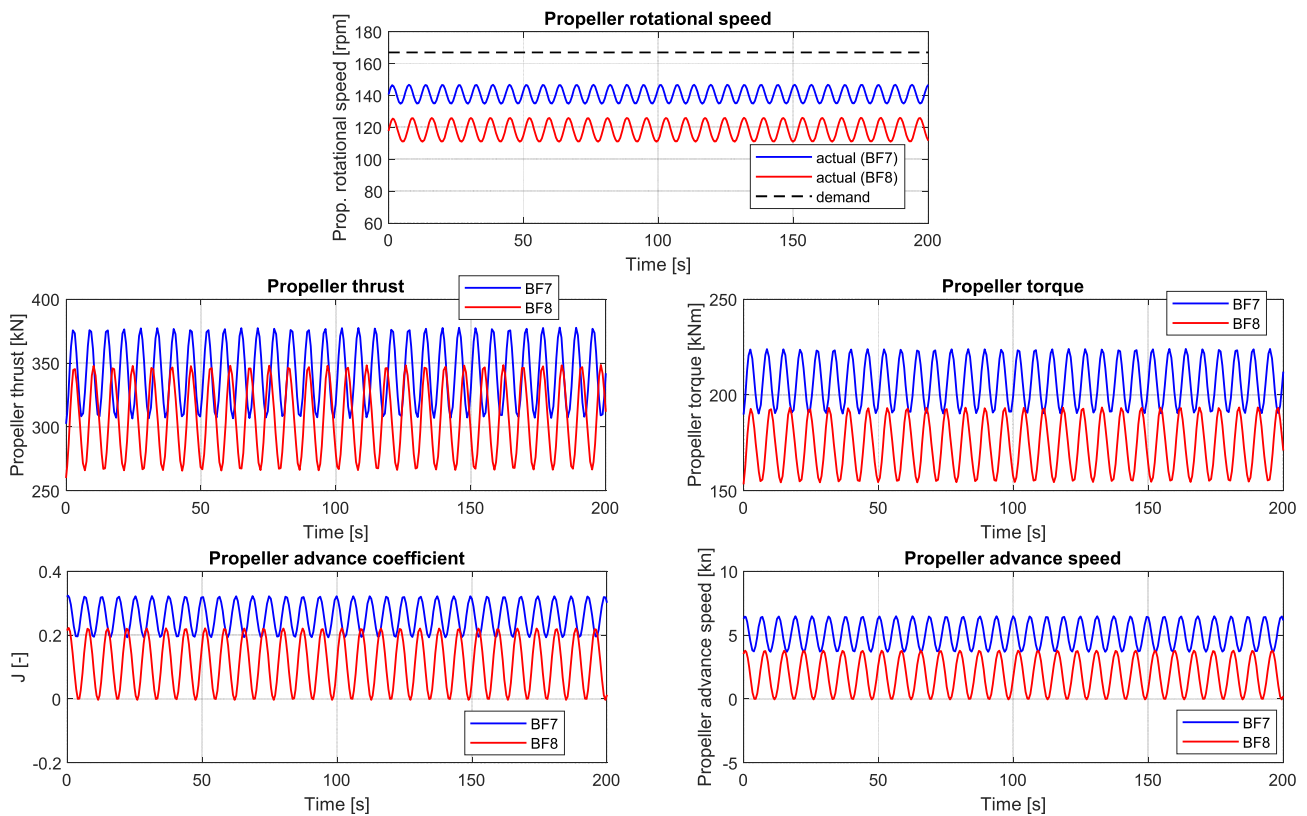 Propeller rotational speed
Prop. rotational speed [rpm]
180
160
140
120
100
80
60
actual (BF7)
actual (BF8)
demand
0 50 100 150 200
Time [s]
Propeller thrust
Propeller thrust [kN]
400
350
300
250
BF7
BF8
0 50 100 150 200
Time [s]
Propeller torque
Propeller torque [kNm]
250
200
150
BF7
BF8
0 50 100 150 200
Time [s]
Propeller advance coefficient
J [-]
0.4
0.2
0
-0.2
BF7
BF8
0 50 100 150 200
Time [s]
Propeller advance speed
Propeller advance speed [kn]
10
5
0
-5
BF7
BF8
0 50 100 150 200
Time [s]